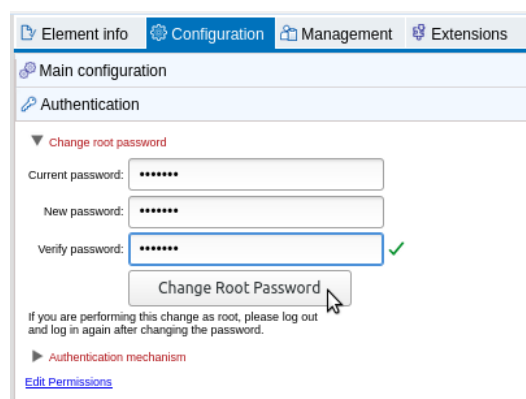 Element info Configuration Management Extensions
Main configuration
Authentication
Change root password
Current password: •••••••
New password: •••••••
Verify password: •••••••
Change Root Password
If you are performing this change as root, please log out
and log in again after changing the password.
Authentication mechanism
Edit Permissions